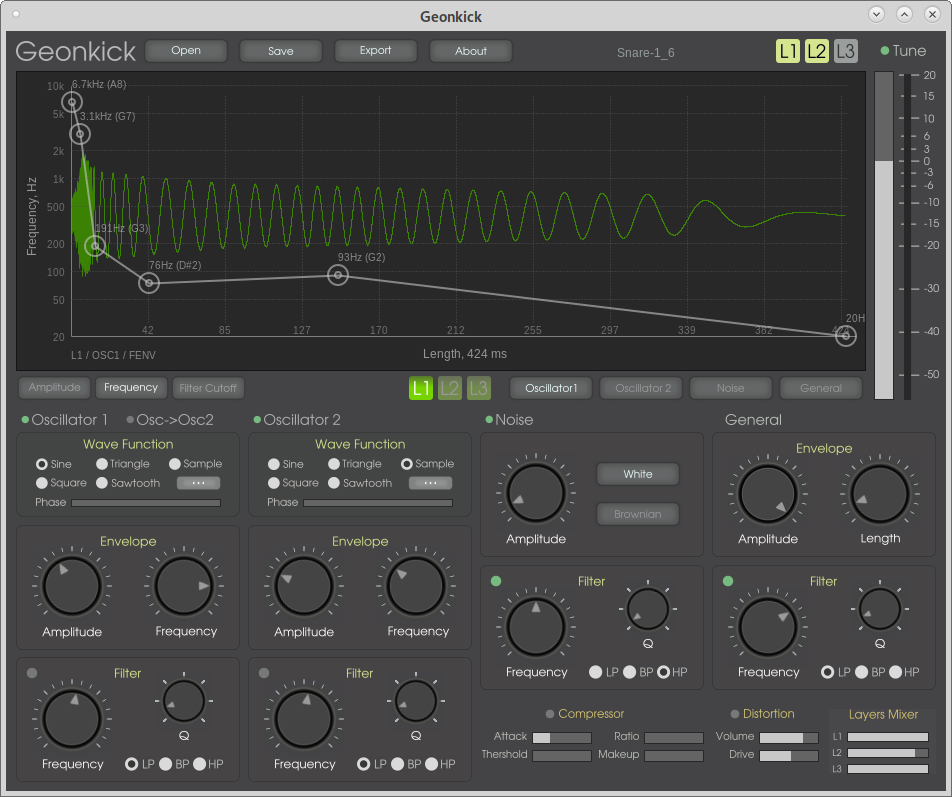 Geonkick
Geonkick Open Save Export About Snare-1_6 L1 L2 L3 Tune
10k 6.7kHz (A8) 20
15
5k 3.1kHz (G7) 10
6
2k 3
0
1k -3
-6
500 -10
191Hz (G3) -15
200 -20
Frequency, Hz
76Hz (D#2) 93Hz (G2)
100 -30
50
20H -40
20 42 85 127 170 212 255 297 339 382
L1 / OSC1 / FENV Length, 424 ms
-50
Amplitude Frequency Filter Cutoff L1 L2 L3 Oscillator1 Oscillator 2 Noise General
Oscillator 1 Osc->Osc2 Oscillator 2 Noise General
Wave Function Wave Function Envelope
Sine Triangle Sample Sine Triangle Sample White
Square Sawtooth ... Square Sawtooth ...
Phase Phase Brownian
Amplitude Amplitude Length
Envelope Envelope
Filter Filter
Amplitude Frequency Amplitude Frequency
Q Q
Frequency LP BP HP Frequency LP BP HP
Filter Filter
Compressor Distortion Layers Mixer
Q Q Attack Ratio Volume L1
Thershold Makeup Drive L2
Frequency LP BP HP Frequency LP BP HP L3